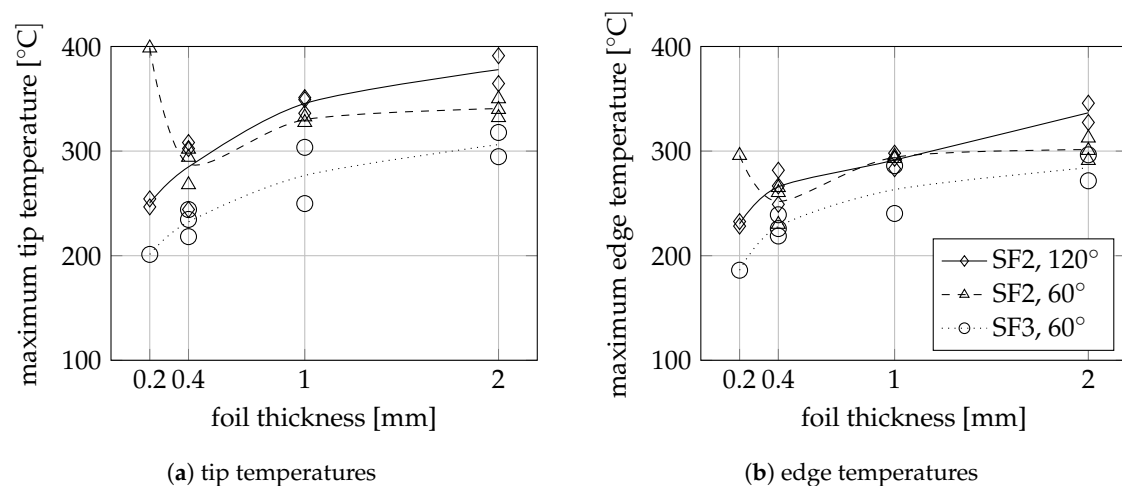 400
300
200
100
0.2 0.4 1 2
foil thickness [mm]
maximum tip temperature [°C]
(a) tip temperatures
400
300
200
100
0.2 0.4 1 2
foil thickness [mm]
maximum edge temperature [°C]
SF2, 120°
SF2, 60°
SF3, 60°
(b) edge temperatures